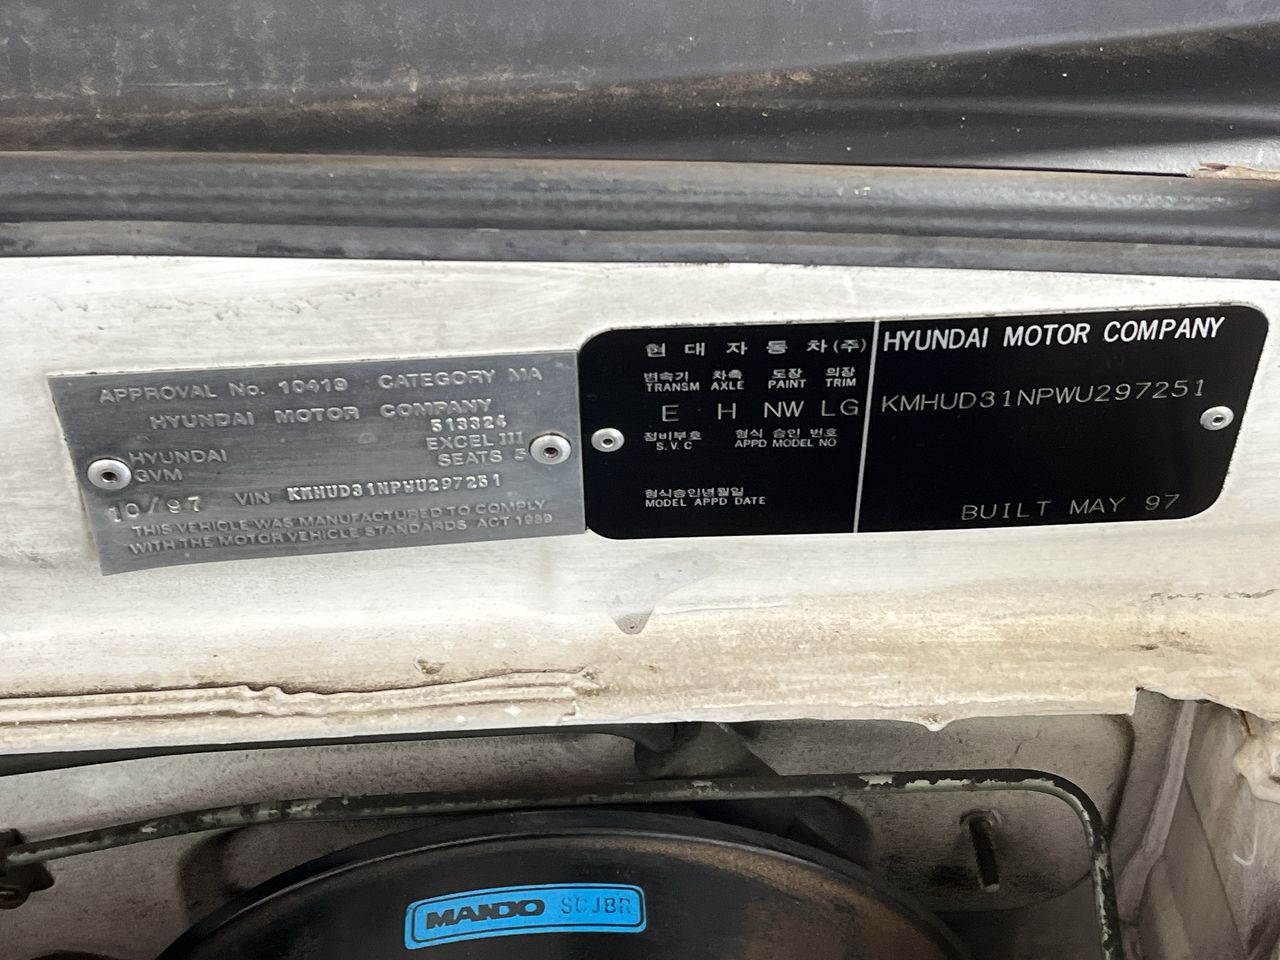 APPROVAL No. 10419 CATEGORY MA
HYUNDAI MOTOR COMPANY
513324
HYUNDAI EXCEL III
GVM SEATS 5
10/97 VIN KMHUD31NPWU297251
THIS VEHICLE WAS MANUFACTURED TO COMPLY
WITH THE MOTOR VEHICLE STANDARDS ACT 1989
현 대 자 동 차 (주)
변속기 차축 도장 의장
TRANSM AXLE PAINT TRIM
E H NW LG
정비부호 형식 승인 번호
S.V.C APPD MODEL NO
형식승인년월일
MODEL APPD DATE
HYUNDAI MOTOR COMPANY
KMHUD31NPWU297251
BUILT MAY 97
MANDO SCJBR